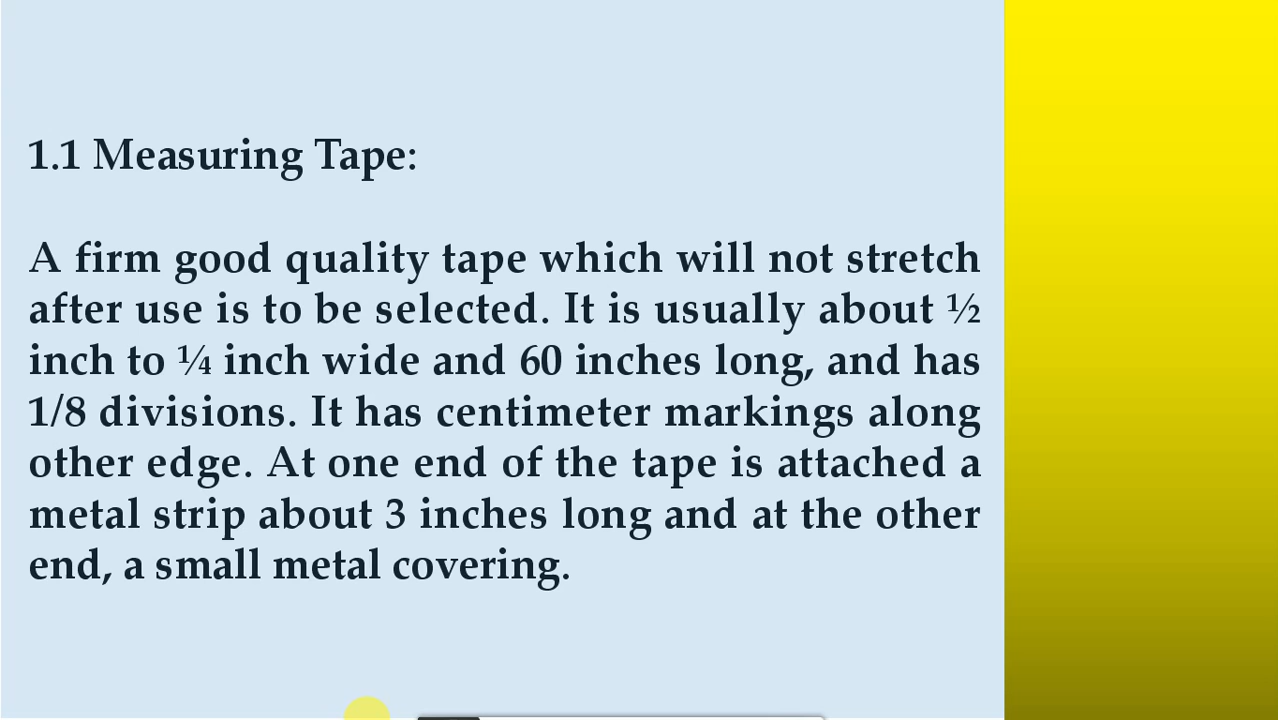 1.1 Measuring Tape:
A firm good quality tape which will not stretch
after use is to be selected. It is usually about ½
inch to ¼ inch wide and 60 inches long, and has
1/8 divisions. It has centimeter markings along
other edge. At one end of the tape is attached a
metal strip about 3 inches long and at the other
end, a small metal covering.